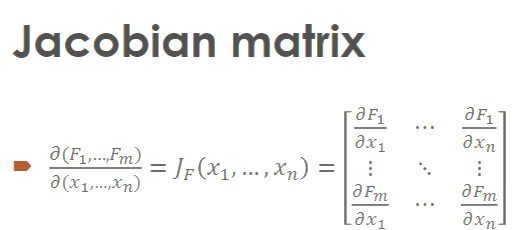 Jacobian matrix
∂(F₁,…,Fₘ)/∂(x₁,…,xₙ) = J_F(x₁, … , xₙ) = [∂F₁/∂x₁ ⋯ ∂F₁/∂xₙ
⋮ ⋱ ⋮
∂Fₘ/∂x₁ ⋯ ∂Fₘ/∂xₙ]